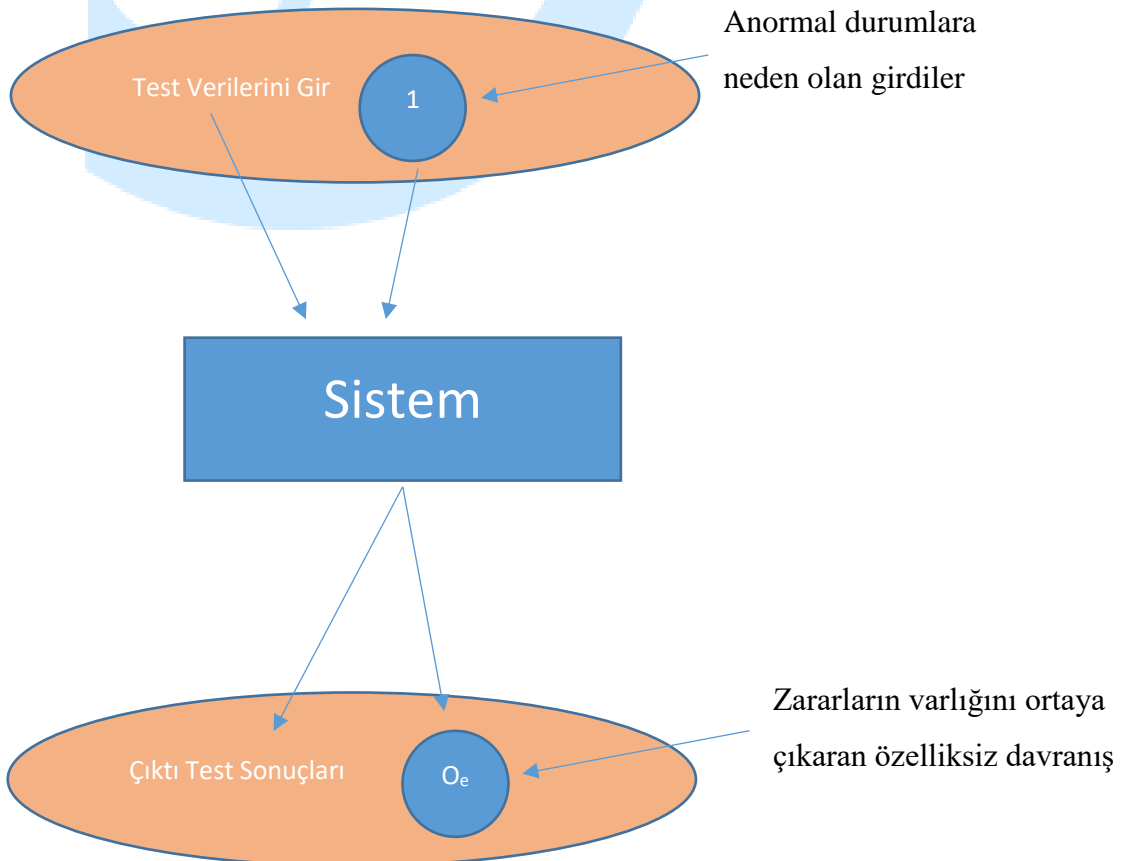 Anormal durumlara
neden olan girdiler
Test Verilerini Gir
1
Sistem
Zararların varlığını ortaya
çıkaran özelliksiz davranış
Çıktı Test Sonuçları
Oe